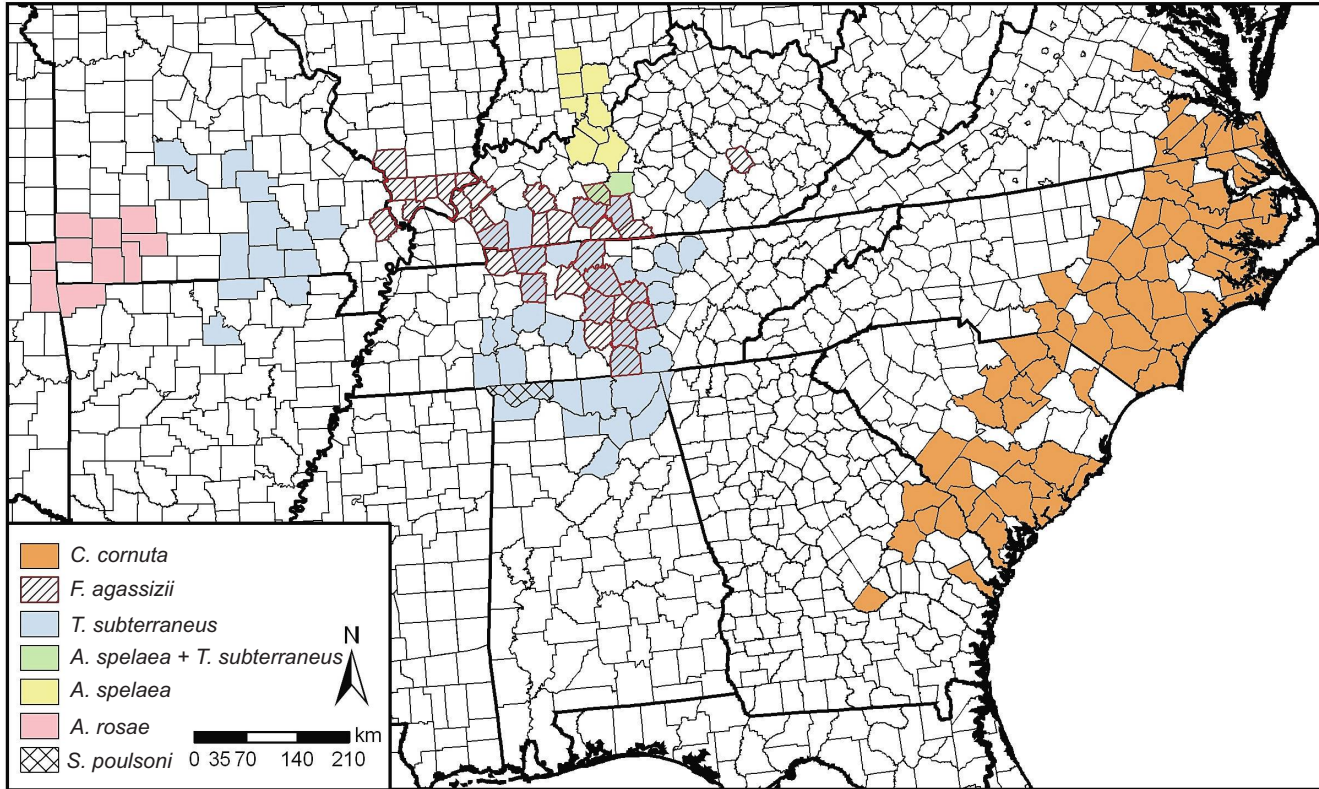 C. cornuta
F. agassizii
T. subterraneus
A. spelaea + T. subterraneus
A. spelaea
A. rosae
S. poulsoni
N
km
0 35 70 140 210